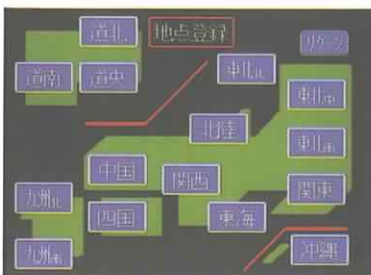 道北
地点登録
リターン
道南
道央
東北北
東北中
北陸
東北南
中国
関西
関東
九州北
四国
東海
九州南
沖縄